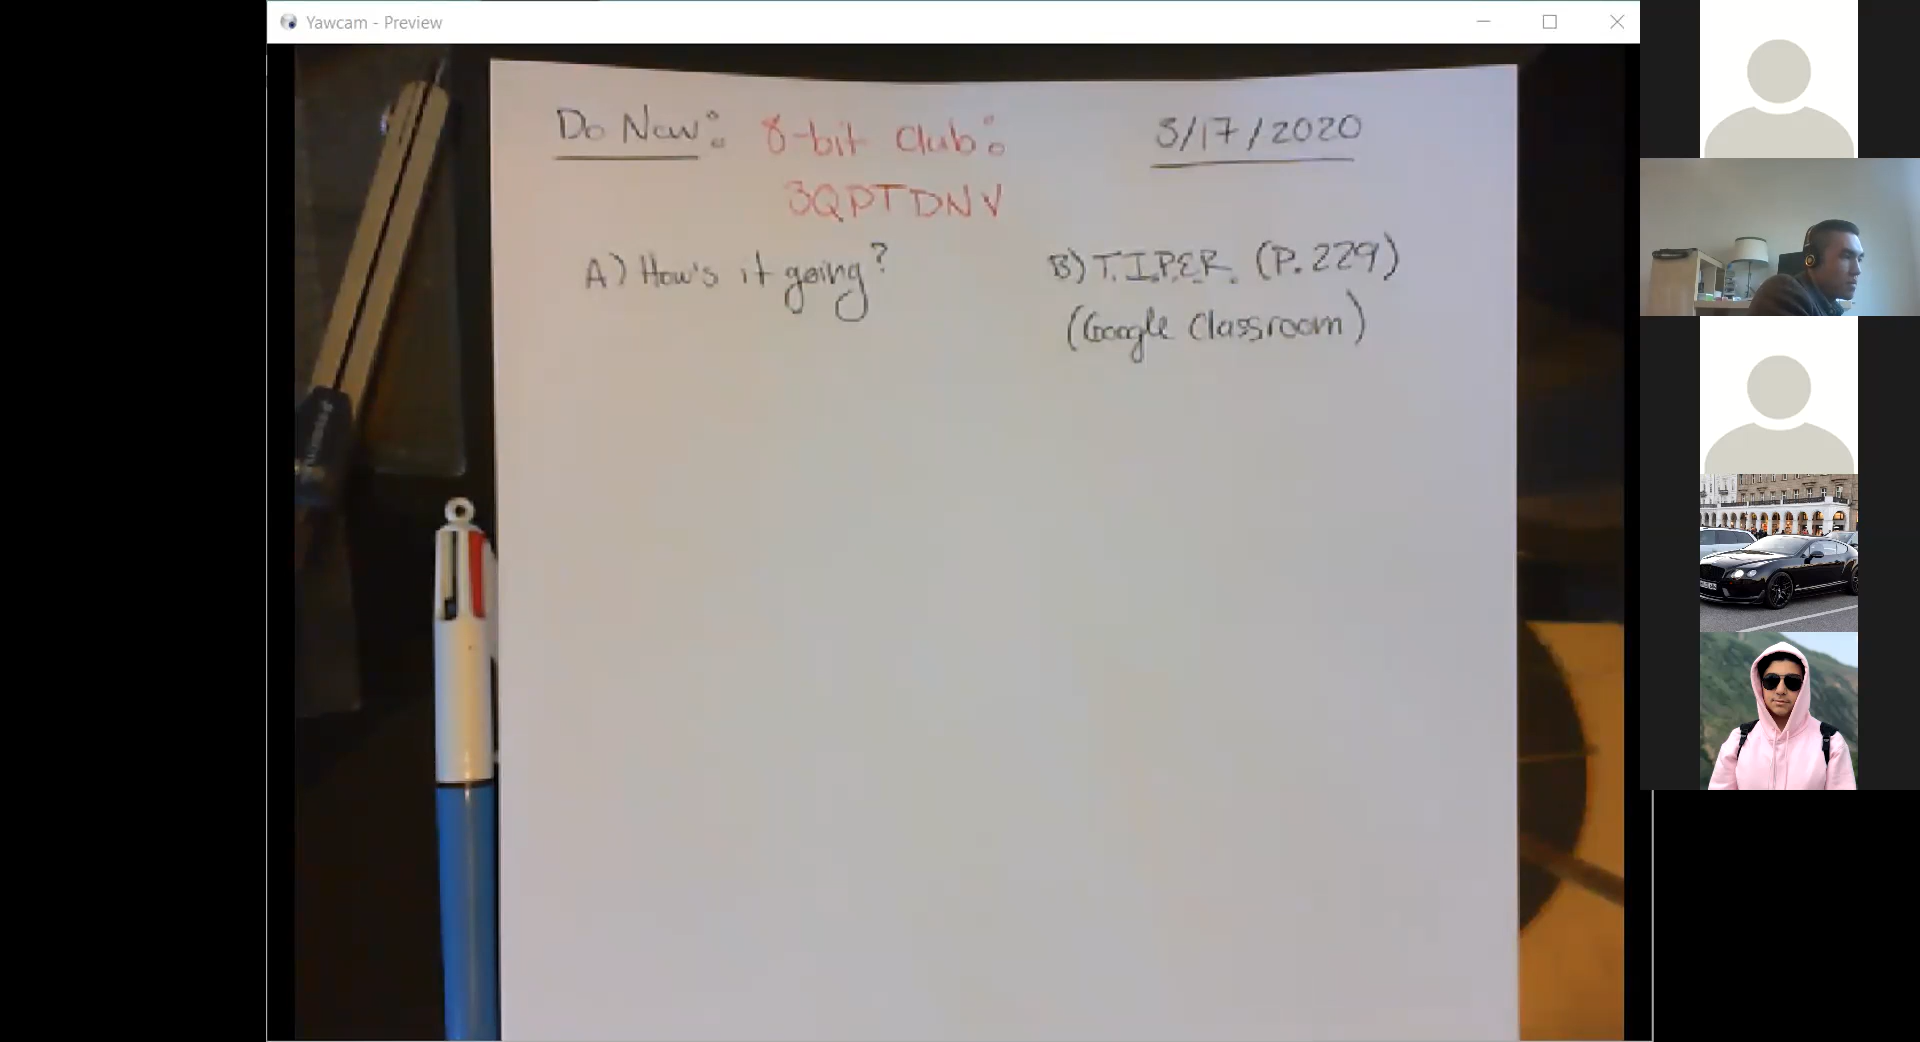 Yawcam - Preview
Do Now: 8-bit Club: 3/17/2020
3QPTDNV
A) How's it going? B) T.I.P.E.R. (P. 229)
(Google Classroom)